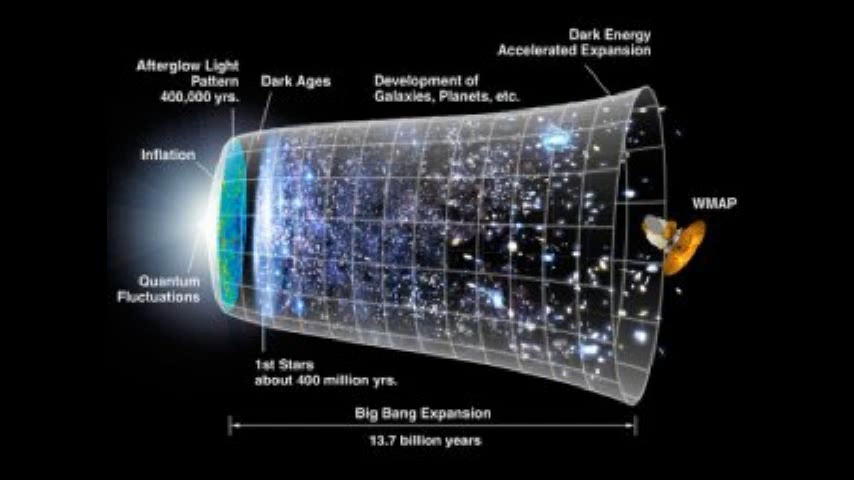 Dark Energy
Accelerated Expansion
Afterglow Light
Pattern
400,000 yrs.
Dark Ages
Development of
Galaxies, Planets, etc.
Inflation
WMAP
Quantum
Fluctuations
1st Stars
about 400 million yrs.
Big Bang Expansion
13.7 billion years